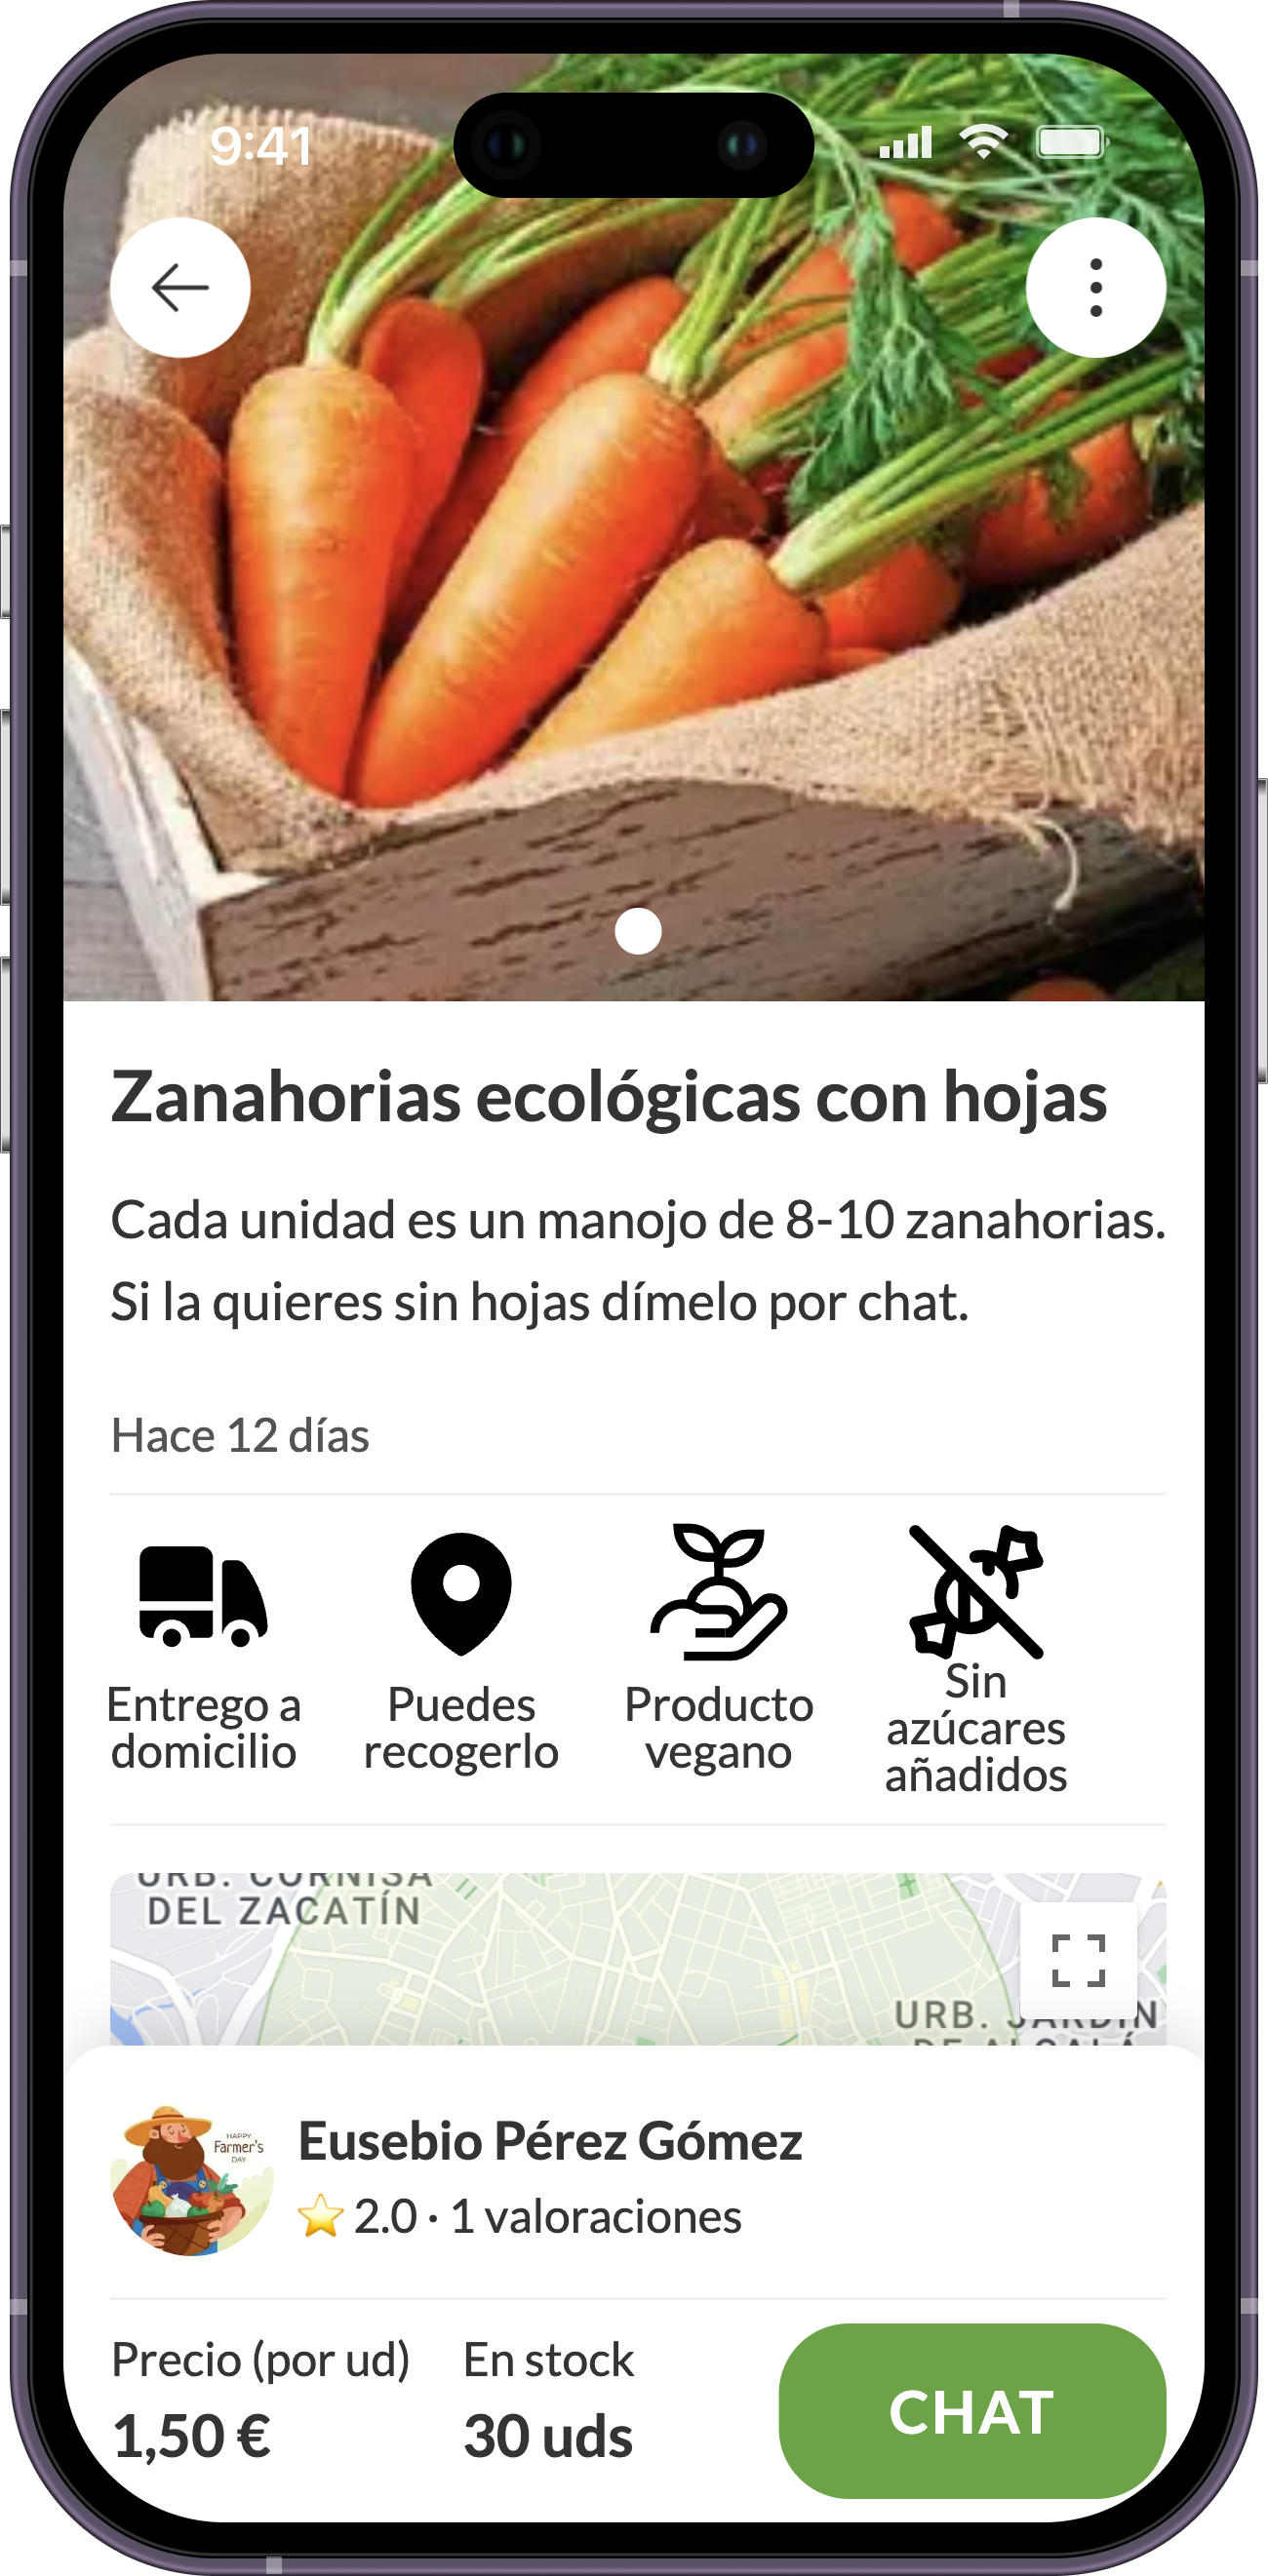 9:41
Zanahorias ecológicas con hojas
Cada unidad es un manojo de 8-10 zanahorias.
Si la quieres sin hojas dímelo por chat.
Hace 12 días
Entrego a
domicilio
Puedes
recogerlo
Producto
vegano
Sin
azúcares
añadidos
URB. CORNISA
DEL ZACATÍN
URB. JARDÍN
DE ALCALÁ
HAPPY
Farmer's
DAY
Eusebio Pérez Gómez
2.0 · 1 valoraciones
Precio (por ud)
1,50 €
En stock
30 uds
CHAT